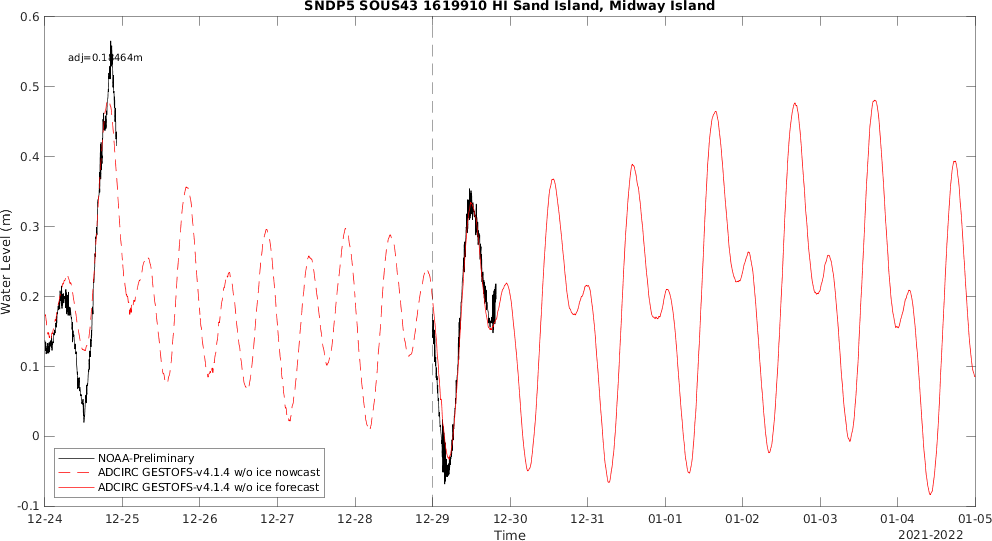 SNDP5 SOUS43 1619910 HI Sand Island, Midway Island
adj=0.18464m
0.6
0.5
0.4
0.3
0.2
0.1
0
-0.1
Water Level (m)
NOAA-Preliminary
ADCIRC GESTOFS-v4.1.4 w/o ice nowcast
ADCIRC GESTOFS-v4.1.4 w/o ice forecast
12-24 12-25 12-26 12-27 12-28 12-29 12-30 12-31 01-01 01-02 01-03 01-04 01-05
Time
2021-2022